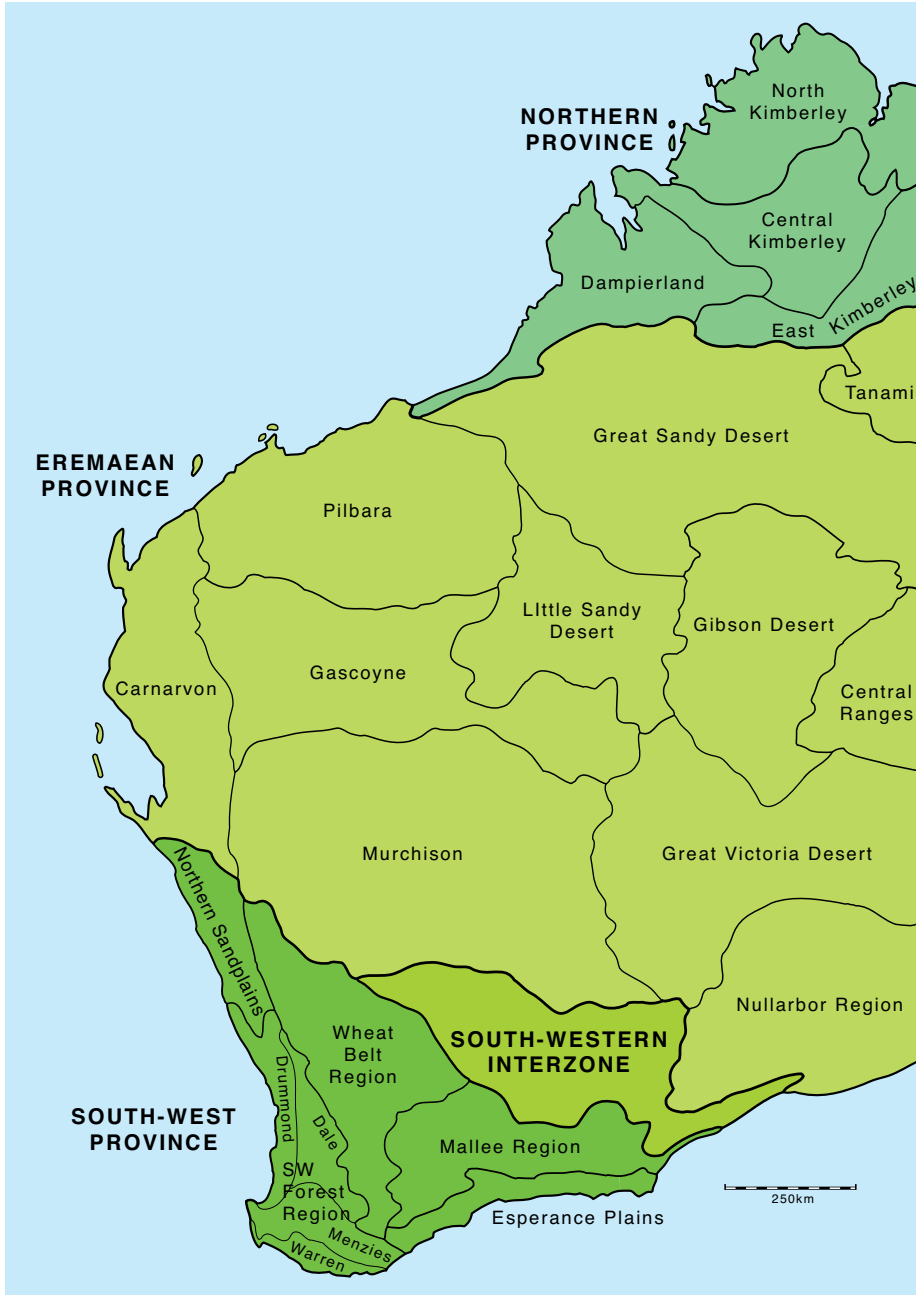 North
Kimberley
NORTHERN
PROVINCE
Central
Kimberley
Dampierland
East Kimberley
Tanami
Great Sandy Desert
EREMAEAN
PROVINCE
Pilbara
LIttle Sandy
Desert
Gibson Desert
Gascoyne
Carnarvon
Central
Ranges
Murchison
Great Victoria Desert
Northern Sandplains
Nullarbor Region
Wheat
Belt
Region
SOUTH-WESTERN
INTERZONE
Drummond
Dale
SOUTH-WEST
PROVINCE
Mallee Region
SW
Forest
Region
250km
Esperance Plains
Menzies
Warren